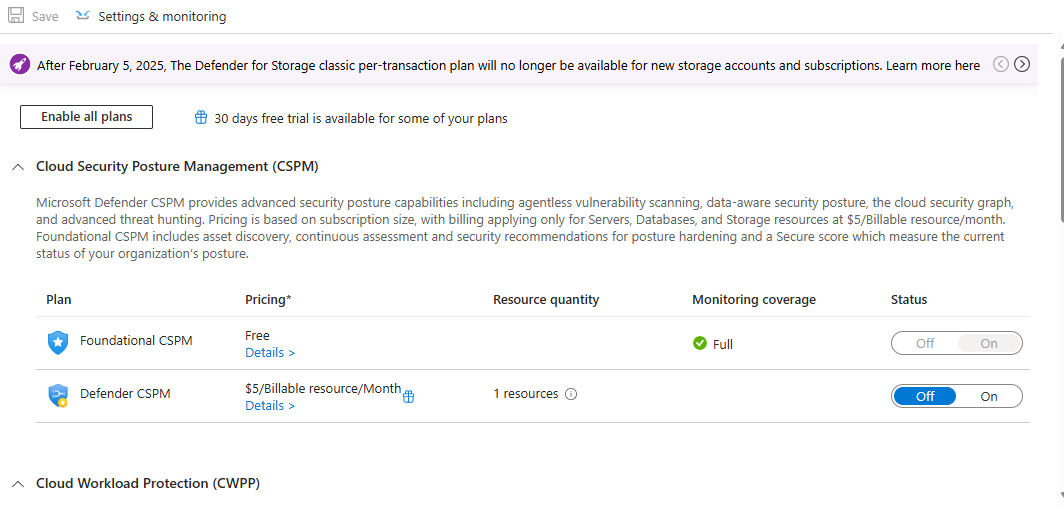 Save Settings & monitoring
After February 5, 2025, The Defender for Storage classic per-transaction plan will no longer be available for new storage accounts and subscriptions. Learn more here
Enable all plans 30 days free trial is available for some of your plans
Cloud Security Posture Management (CSPM)
Microsoft Defender CSPM provides advanced security posture capabilities including agentless vulnerability scanning, data-aware security posture, the cloud security graph,
and advanced threat hunting. Pricing is based on subscription size, with billing applying only for Servers, Databases, and Storage resources at $5/Billable resource/month.
Foundational CSPM includes asset discovery, continuous assessment and security recommendations for posture hardening and a Secure score which measure the current
status of your organization's posture.
Plan Pricing* Resource quantity Monitoring coverage Status
Foundational CSPM Free Full Off On
Details >
Defender CSPM $5/Billable resource/Month 1 resources Off On
Details >
Cloud Workload Protection (CWPP)